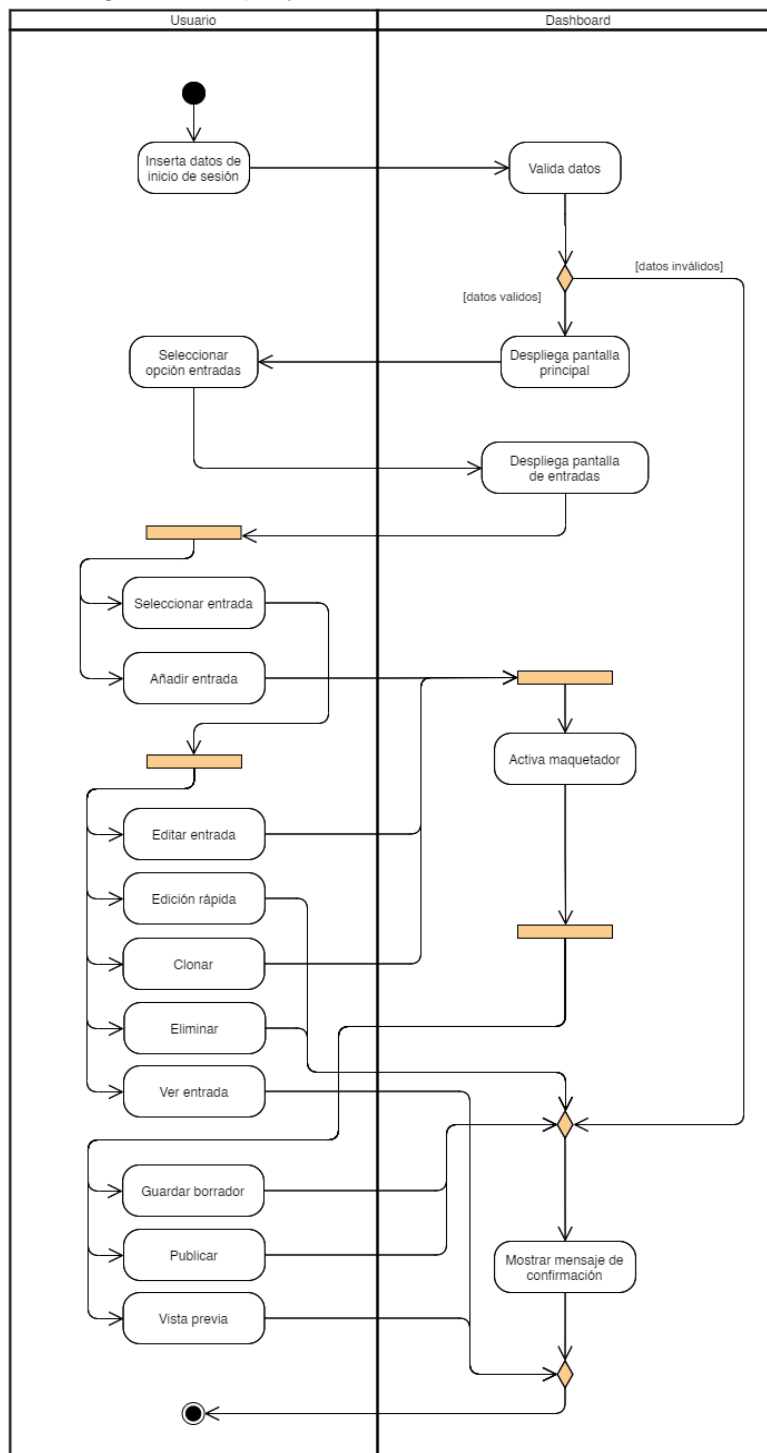 Usuario
Dashboard
Inserta datos de
inicio de sesión
Valida datos
[datos inválidos]
[datos validos]
Seleccionar
opción entradas
Despliega pantalla
principal
Despliega pantalla
de entradas
Seleccionar entrada
Añadir entrada
Activa maquetador
Editar entrada
Edición rápida
Clonar
Eliminar
Ver entrada
Guardar borrador
Publicar
Mostrar mensaje de
confirmación
Vista previa